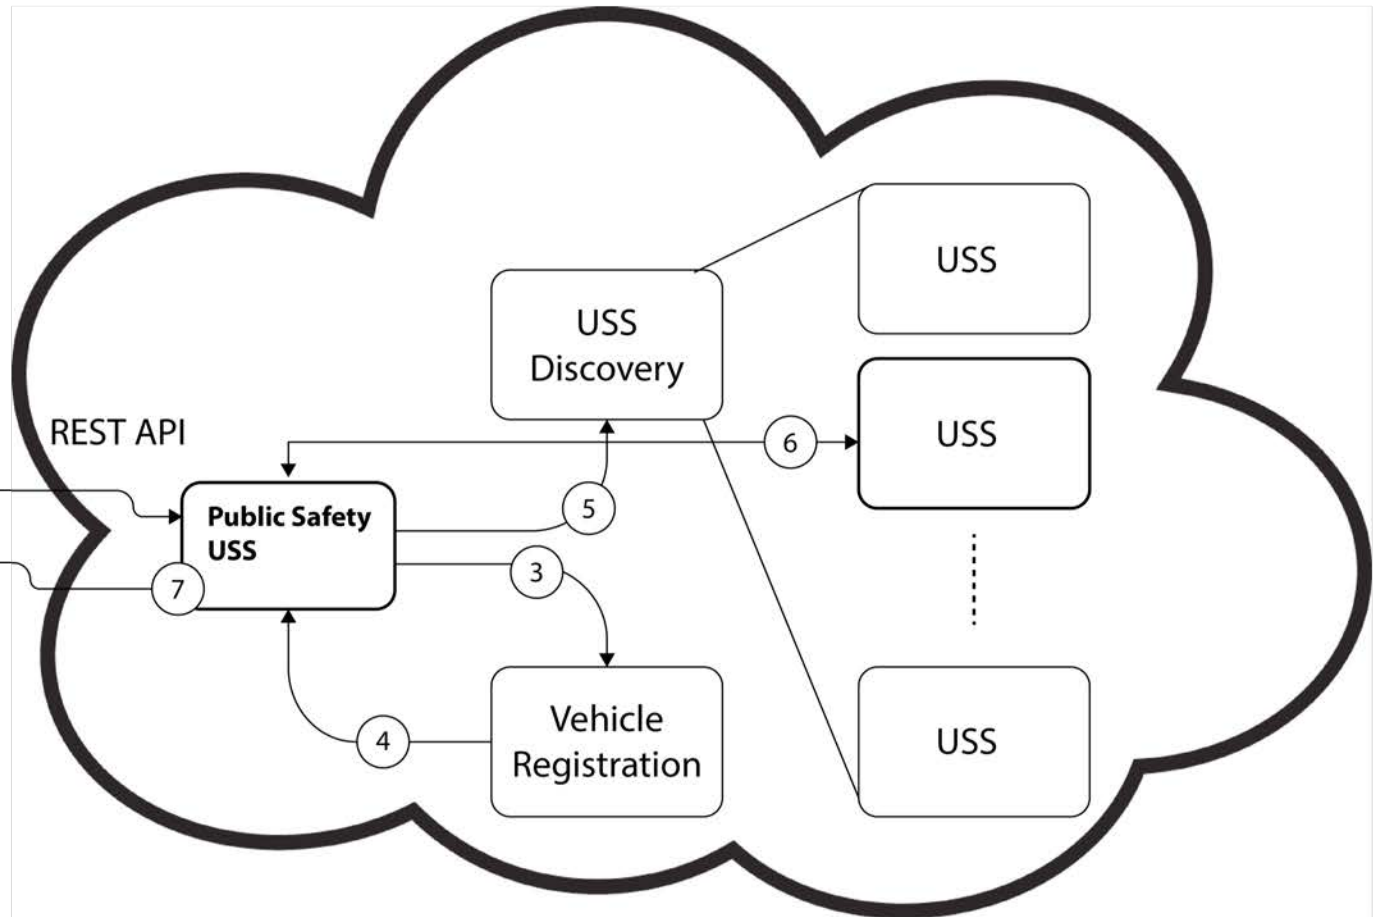 USS
USS
Discovery
REST API
6
USS
Public Safety
USS
5
3
7
4
Vehicle
Registration
USS